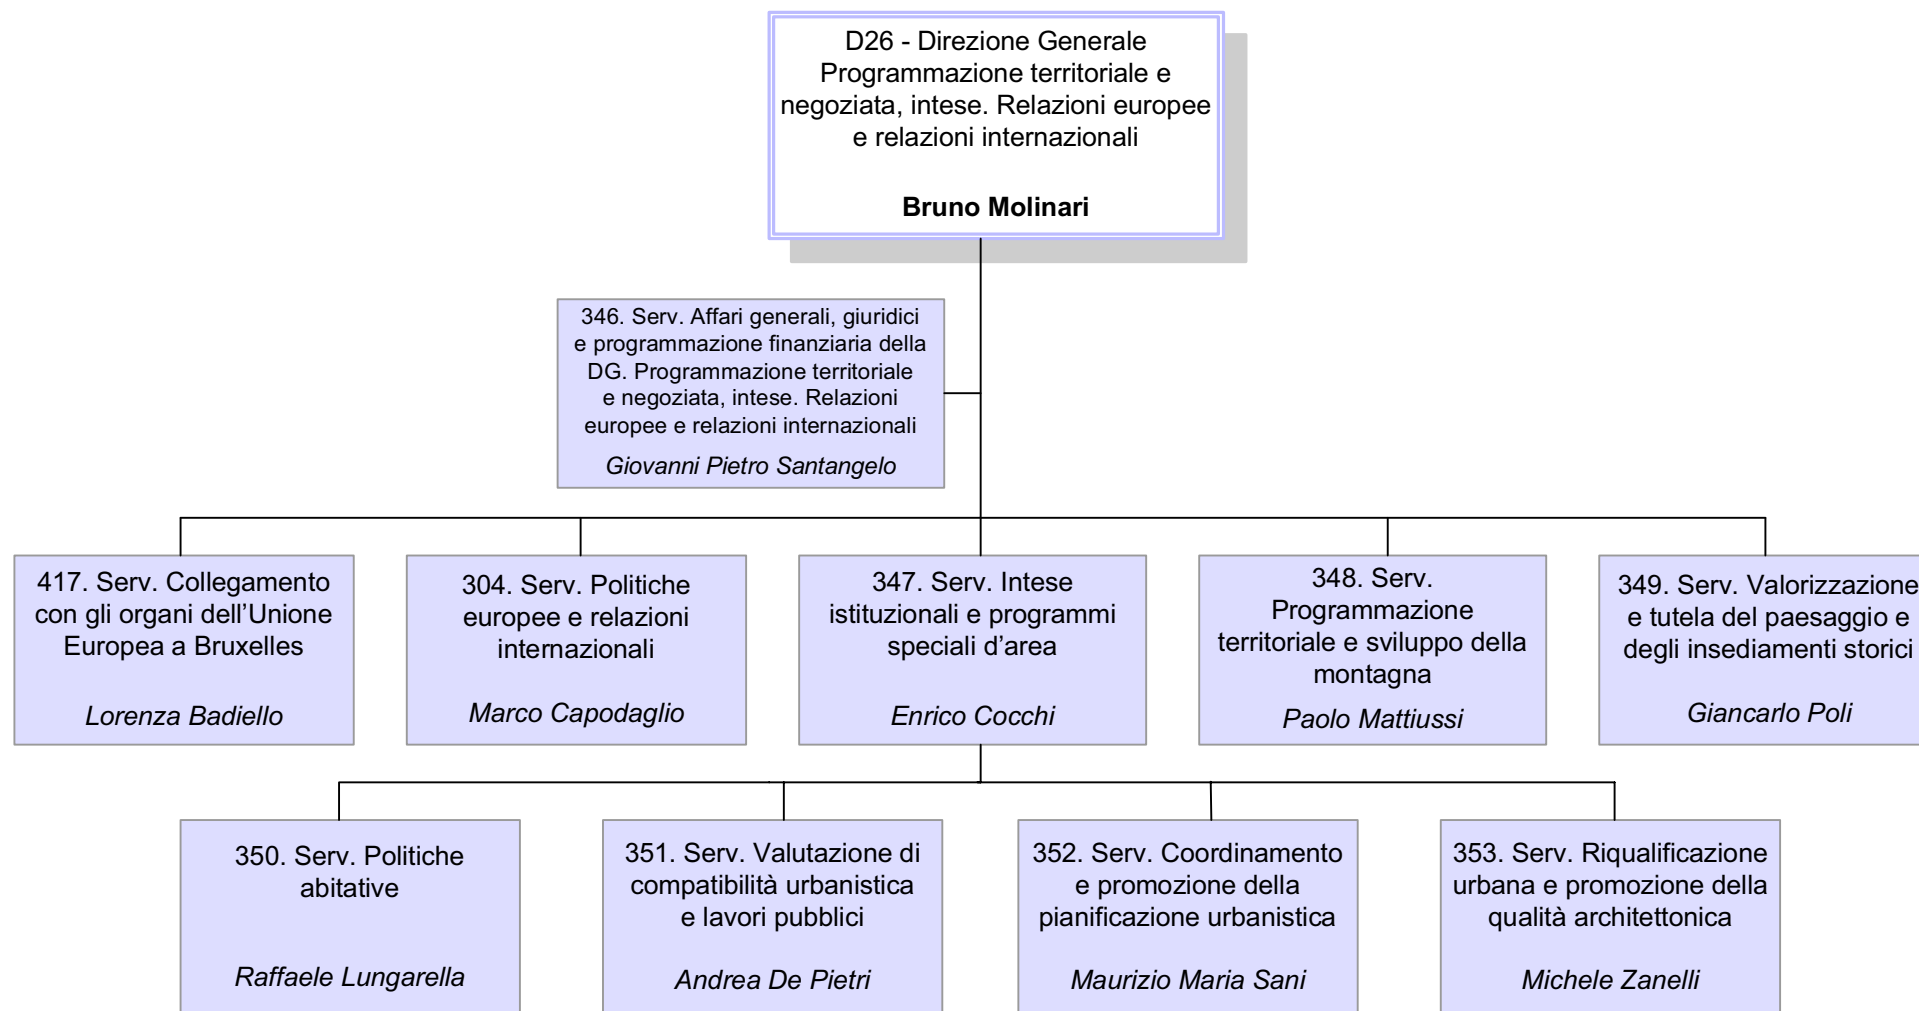 D26 - Direzione Generale
Programmazione territoriale e
negoziata, intese. Relazioni europee
e relazioni internazionali
Bruno Molinari
346. Serv. Affari generali, giuridici
e programmazione finanziaria della
DG. Programmazione territoriale
e negoziata, intese. Relazioni
europee e relazioni internazionali
Giovanni Pietro Santangelo
417. Serv. Collegamento
con gli organi dell’Unione
Europea a Bruxelles
Lorenza Badiello
304. Serv. Politiche
europee e relazioni
internazionali
Marco Capodaglio
347. Serv. Intese
istituzionali e programmi
speciali d’area
Enrico Cocchi
348. Serv.
Programmazione
territoriale e sviluppo della
montagna
Paolo Mattiussi
349. Serv. Valorizzazione
e tutela del paesaggio e
degli insediamenti storici
Giancarlo Poli
350. Serv. Politiche
abitative
Raffaele Lungarella
351. Serv. Valutazione di
compatibilità urbanistica
e lavori pubblici
Andrea De Pietri
352. Serv. Coordinamento
e promozione della
pianificazione urbanistica
Maurizio Maria Sani
353. Serv. Riqualificazione
urbana e promozione della
qualità architettonica
Michele Zanelli